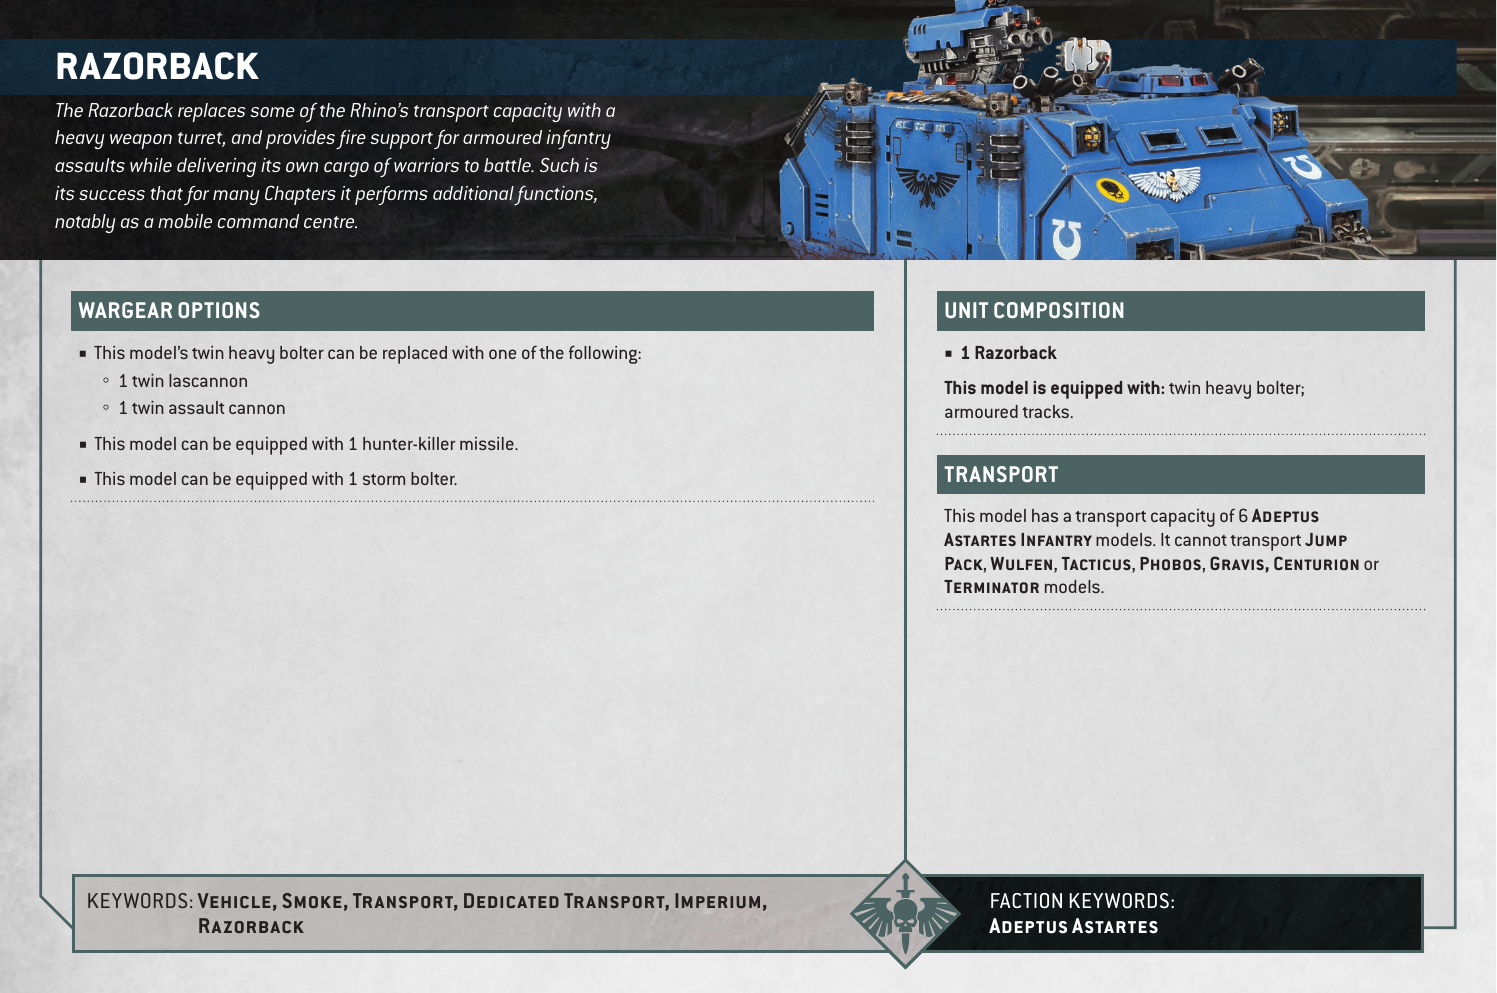 RAZORBACK
The Razorback replaces some of the Rhino's transport capacity with a
heavy weapon turret, and provides fire support for armoured infantry
assaults while delivering its own cargo of warriors to battle. Such is
its success that for many Chapters it performs additional functions,
notably as a mobile command centre.
WARGEAR OPTIONS
▪ This model's twin heavy bolter can be replaced with one of the following:
◦ 1 twin lascannon
◦ 1 twin assault cannon
▪ This model can be equipped with 1 hunter-killer missile.
▪ This model can be equipped with 1 storm bolter.
UNIT COMPOSITION
▪ 1 Razorback
This model is equipped with: twin heavy bolter;
armoured tracks.
TRANSPORT
This model has a transport capacity of 6 ADEPTUS
ASTARTES INFANTRY models. It cannot transport JUMP
PACK, WULFEN, TACTICUS, PHOBOS, GRAVIS, CENTURION or
TERMINATOR models.
KEYWORDS: VEHICLE, SMOKE, TRANSPORT, DEDICATED TRANSPORT, IMPERIUM,
RAZORBACK
FACTION KEYWORDS:
ADEPTUS ASTARTES